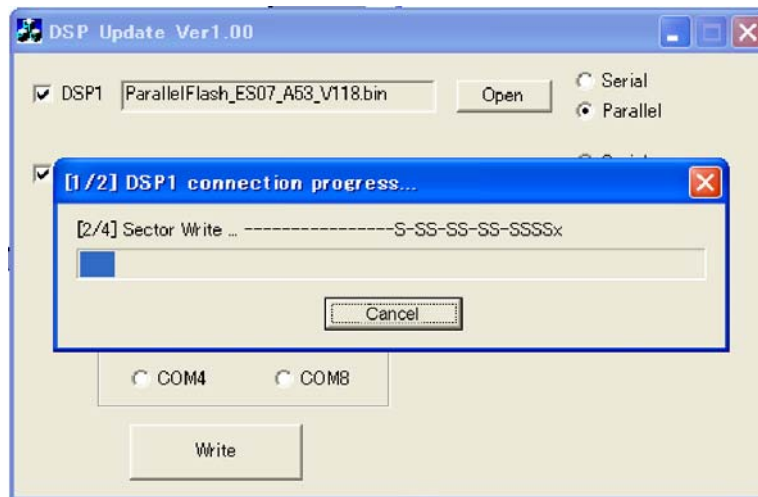 DSP Update Ver1.00
DSP1 ParallelFlash_ES07_A53_V118.bin Open
Serial
Parallel
[1/2] DSP1 connection progress...
[2/4] Sector Write ... ----------------S-SS-SS-SS-SSSSx
Cancel
COM4 COM8
Write